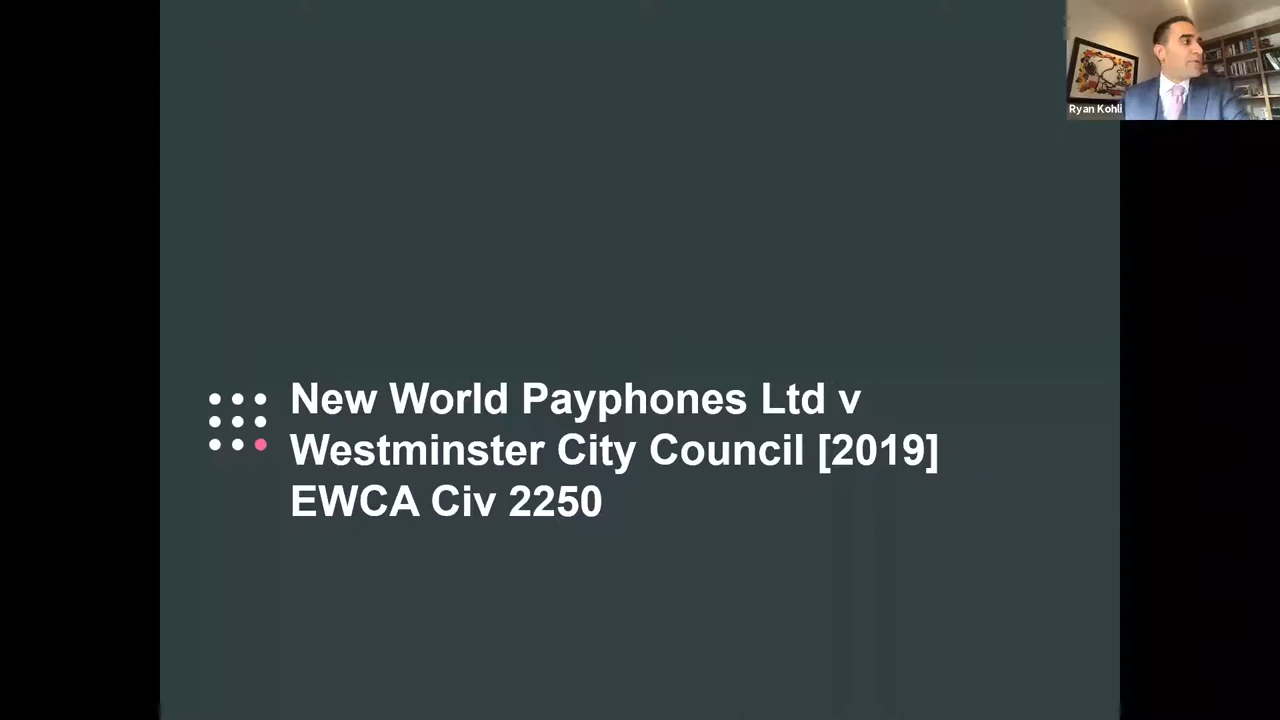 Ryan Kohli
New World Payphones Ltd v
Westminster City Council [2019]
EWCA Civ 2250